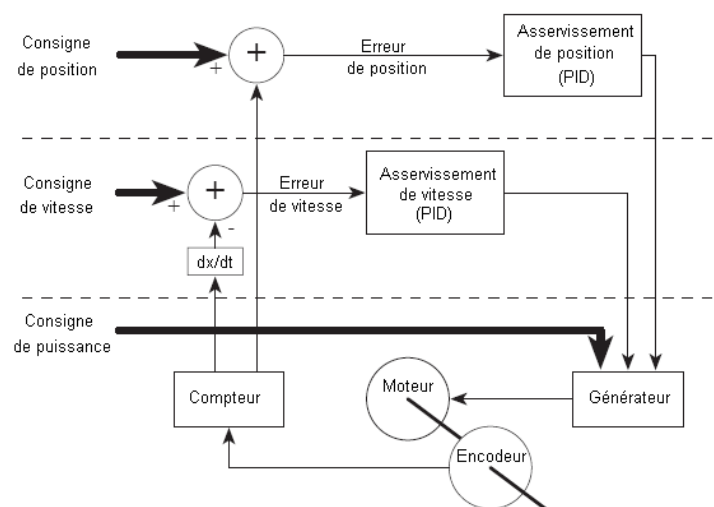 Consigne
de position
+
+
Erreur
de position
Asservissement
de position
(PID)
Consigne
de vitesse
+
+
-
Erreur
de vitesse
Asservissement
de vitesse
(PID)
dx/dt
Consigne
de puissance
Compteur
Moteur
Générateur
Encodeur